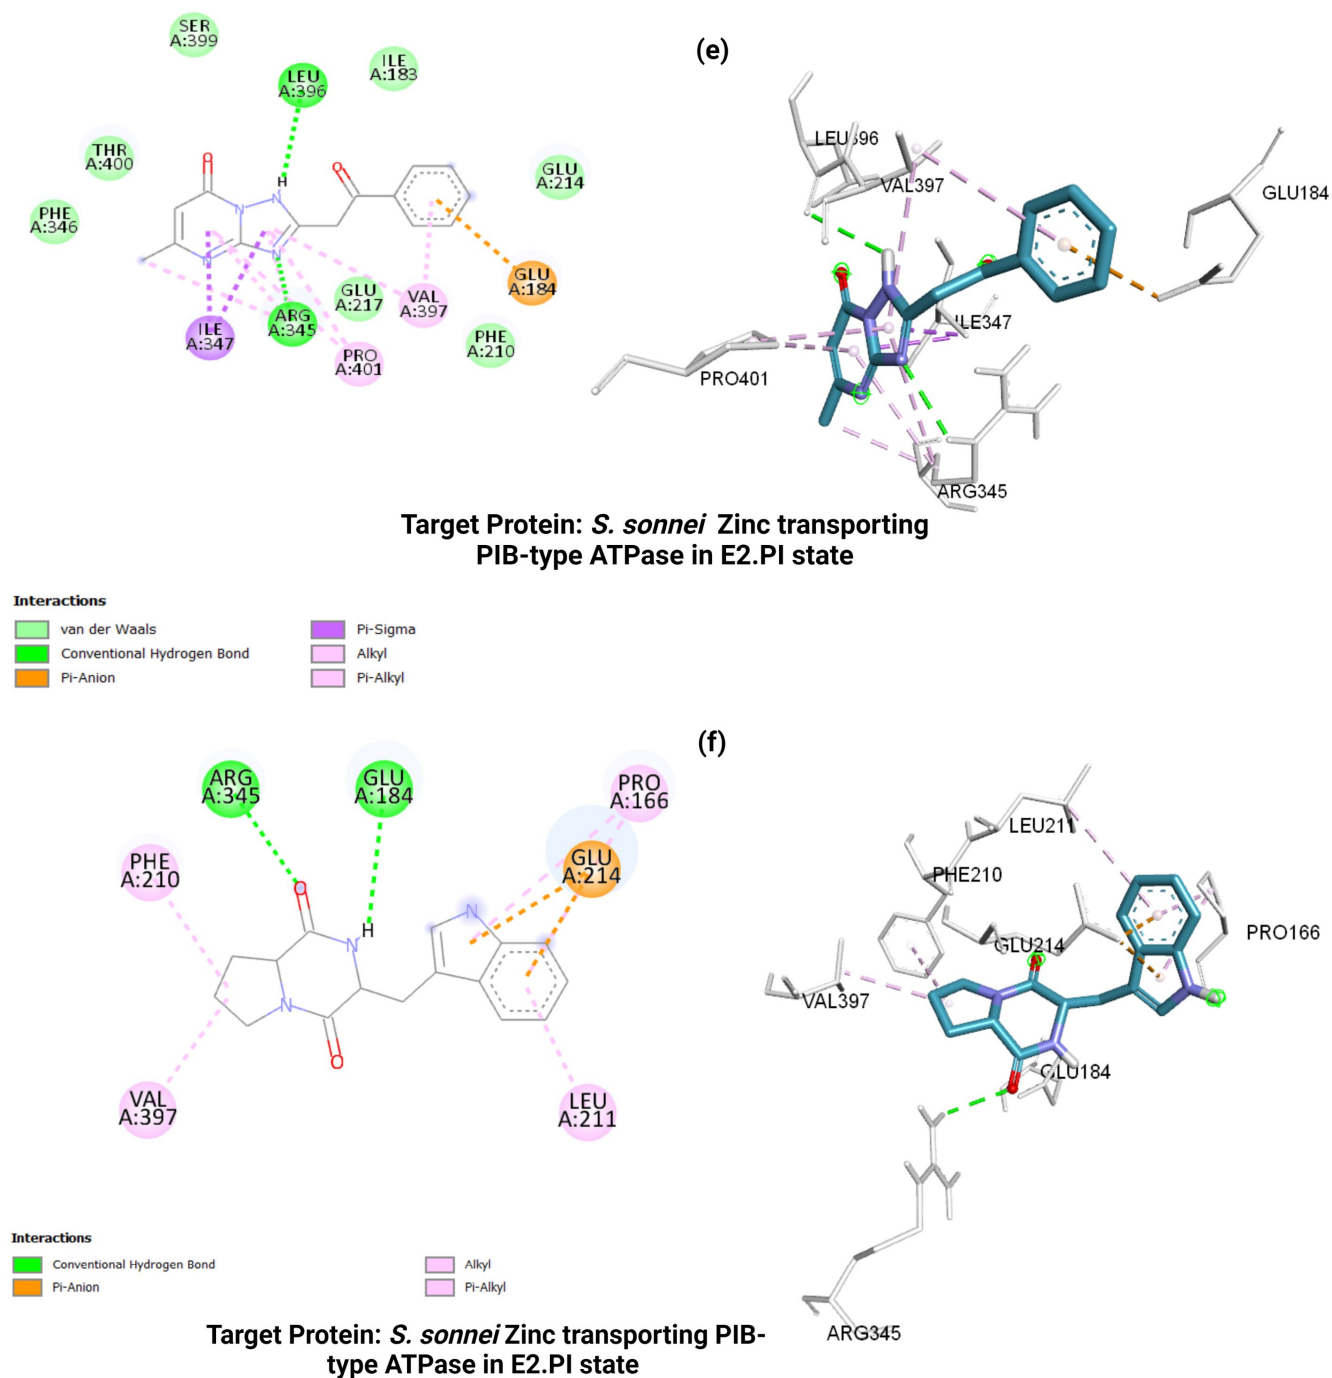 (e)
SER
A:399
LEU
A:396
ILE
A:183
THR
A:400
GLU
A:214
PHE
A:346
O
O
H
N
NH
N
N
GLU
A:217
VAL
A:397
GLU
A:184
ILE
A:347
ARG
A:345
PRO
A:401
PHE
A:210
LEU396
VAL397
GLU184
ILE347
PRO401
ARG345
Target Protein: S. sonnei Zinc transporting
PIB-type ATPase in E2.PI state
Interactions
van der Waals
Conventional Hydrogen Bond
Pi-Anion
Pi-Sigma
Alkyl
Pi-Alkyl
(f)
ARG
A:345
GLU
A:184
PRO
A:166
PHE
A:210
GLU
A:214
O
N
H
N
N
O
VAL
A:397
LEU
A:211
LEU211
PHE210
GLU214
PRO166
VAL397
GLU184
ARG345
Interactions
Conventional Hydrogen Bond
Pi-Anion
Alkyl
Pi-Alkyl
Target Protein: S. sonnei Zinc transporting PIB-
type ATPase in E2.PI state